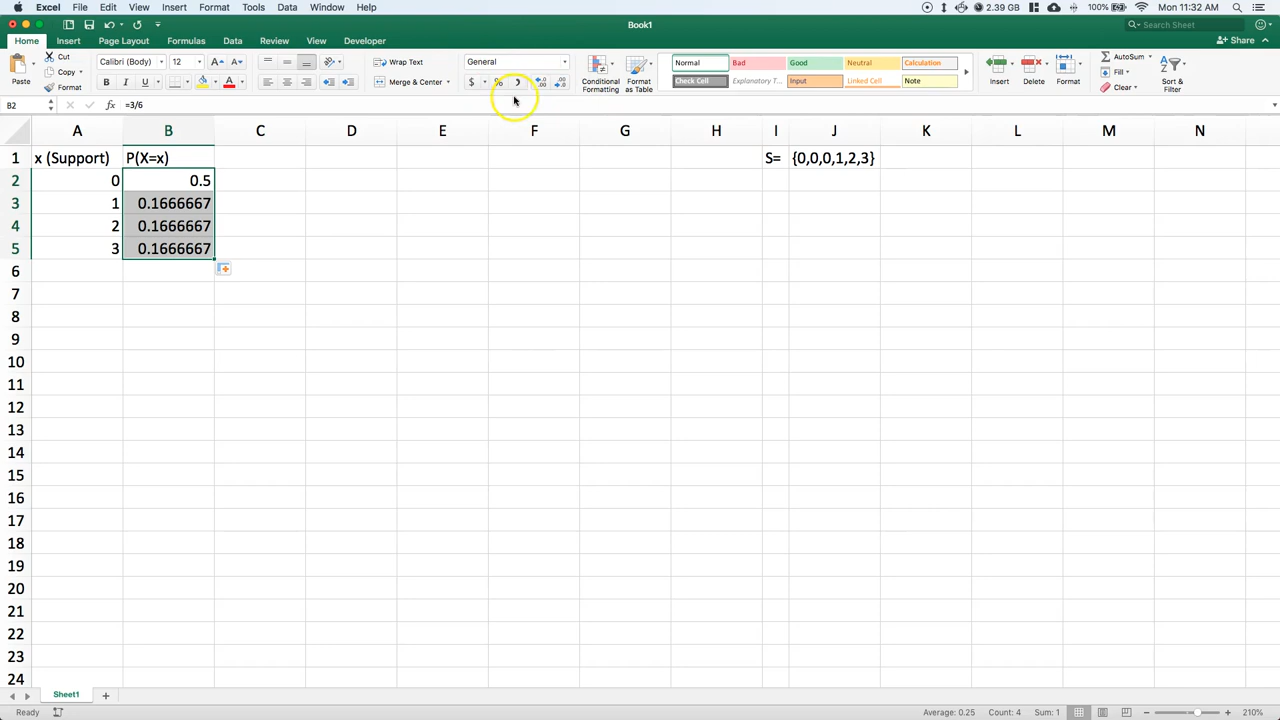 Excel File Edit View Insert Format Tools Data Window Help 2.39 GB 100% Mon 11:32 AM
Book1 Search Sheet
Home Insert Page Layout Formulas Data Review View Developer Share
Paste Cut Copy Format
Calibri (Body) 12 A A
B I U
Wrap Text
Merge & Center
General
$ % )
Conditional Formatting
Format as Table
Normal Bad Good Neutral Calculation
Check Cell Explanatory T... Input Linked Cell Note
Insert Delete Format
AutoSum
Fill
Clear
Sort & Filter
B2 fx =3/6
A B C D E F G H I J K L M N
1 x (Support) P(X=x) S= {0,0,0,1,2,3}
2 0 0.5
3 1 0.1666667
4 2 0.1666667
5 3 0.1666667
6
7
8
9
10
11
12
13
14
15
16
17
18
19
20
21
22
23
24
Sheet1 +
Ready Average: 0.25 Count: 4 Sum: 1 210%